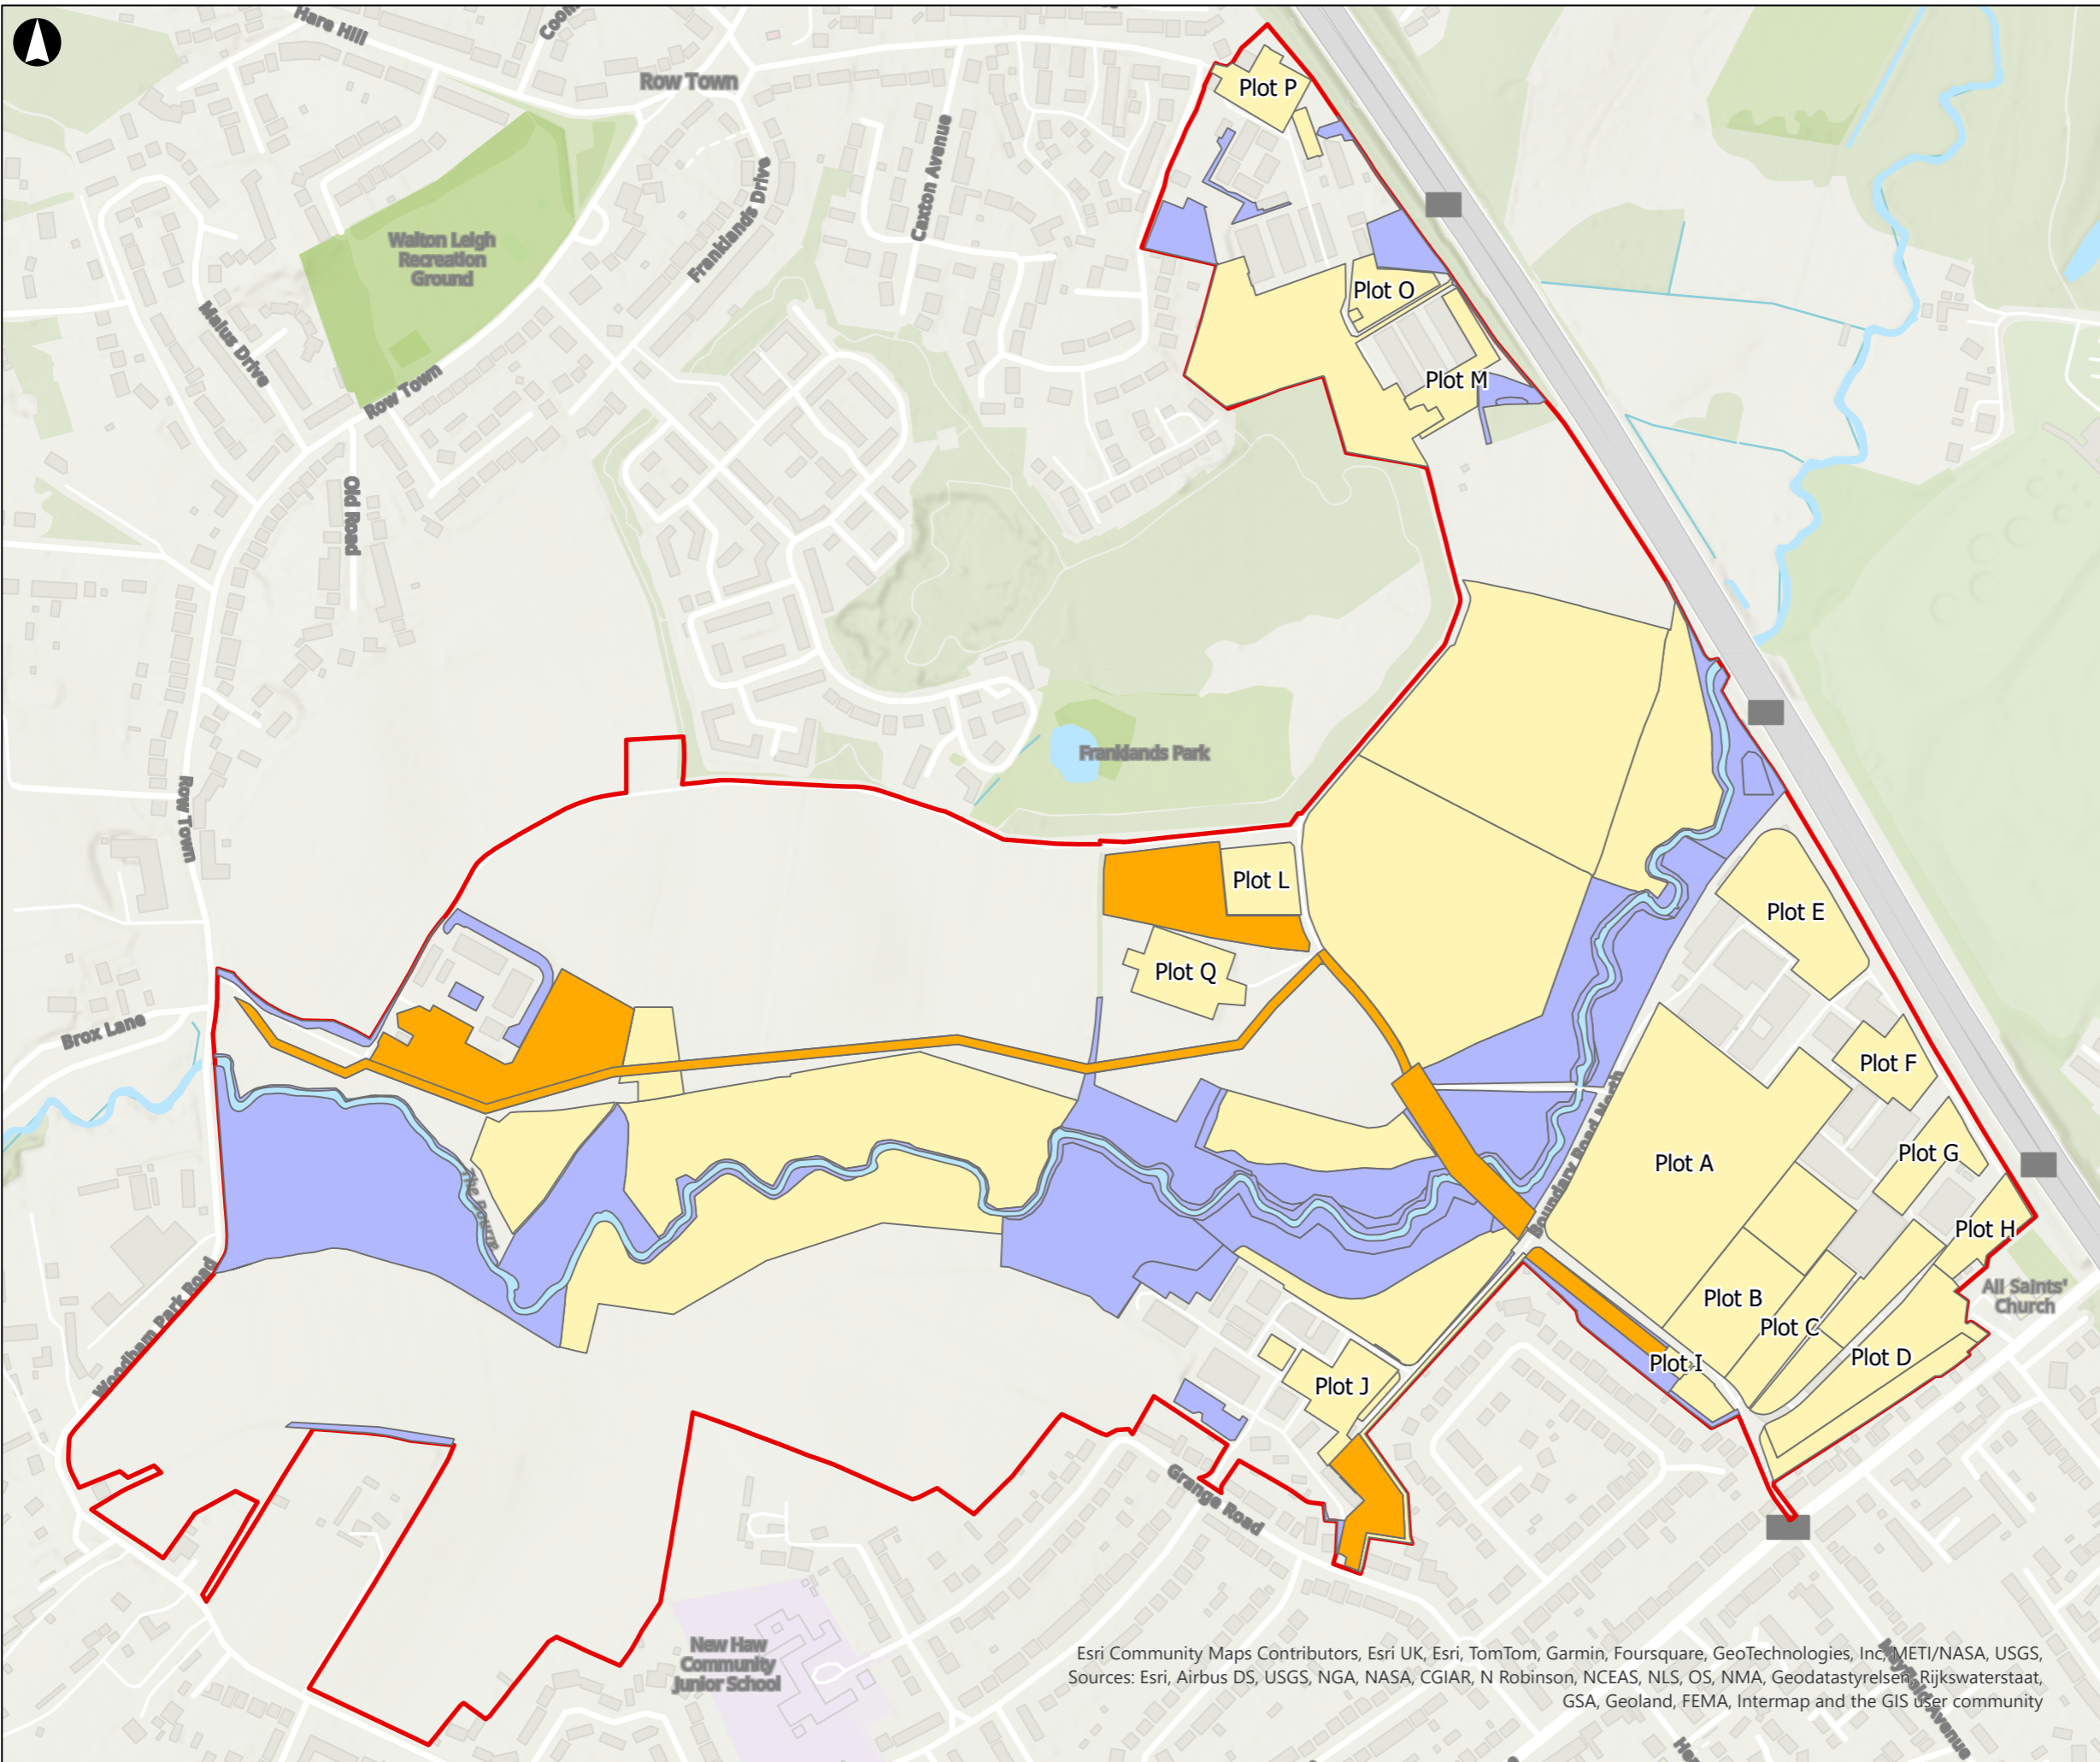 Hare Hill
Row Town
Plot P
Caxton Avenue
Franklands Drive
Walton Leigh
Recreation
Ground
Plot O
Malus Drive
Plot M
Row Town
Old Road
Franklands Park
Row Town
Plot L
Plot E
Plot Q
Brox Lane
Plot F
Boundary Road North
Plot G
Plot A
The Bourne
Plot H
All Saints'
Church
Plot B
Plot C
Woodham Park Road
Plot D
Plot I
Plot J
Grange Road
New Haw
Community
Junior School
Esri Community Maps Contributors, Esri UK, Esri, TomTom, Garmin, Foursquare, GeoTechnologies, Inc, METI/NASA, USGS,
Sources: Esri, Airbus DS, USGS, NGA, NASA, CGIAR, N Robinson, NCEAS, NLS, OS, NMA, Geodatastyrelsen, Rijkswaterstaat,
GSA, Geoland, FEMA, Intermap and the GIS user community